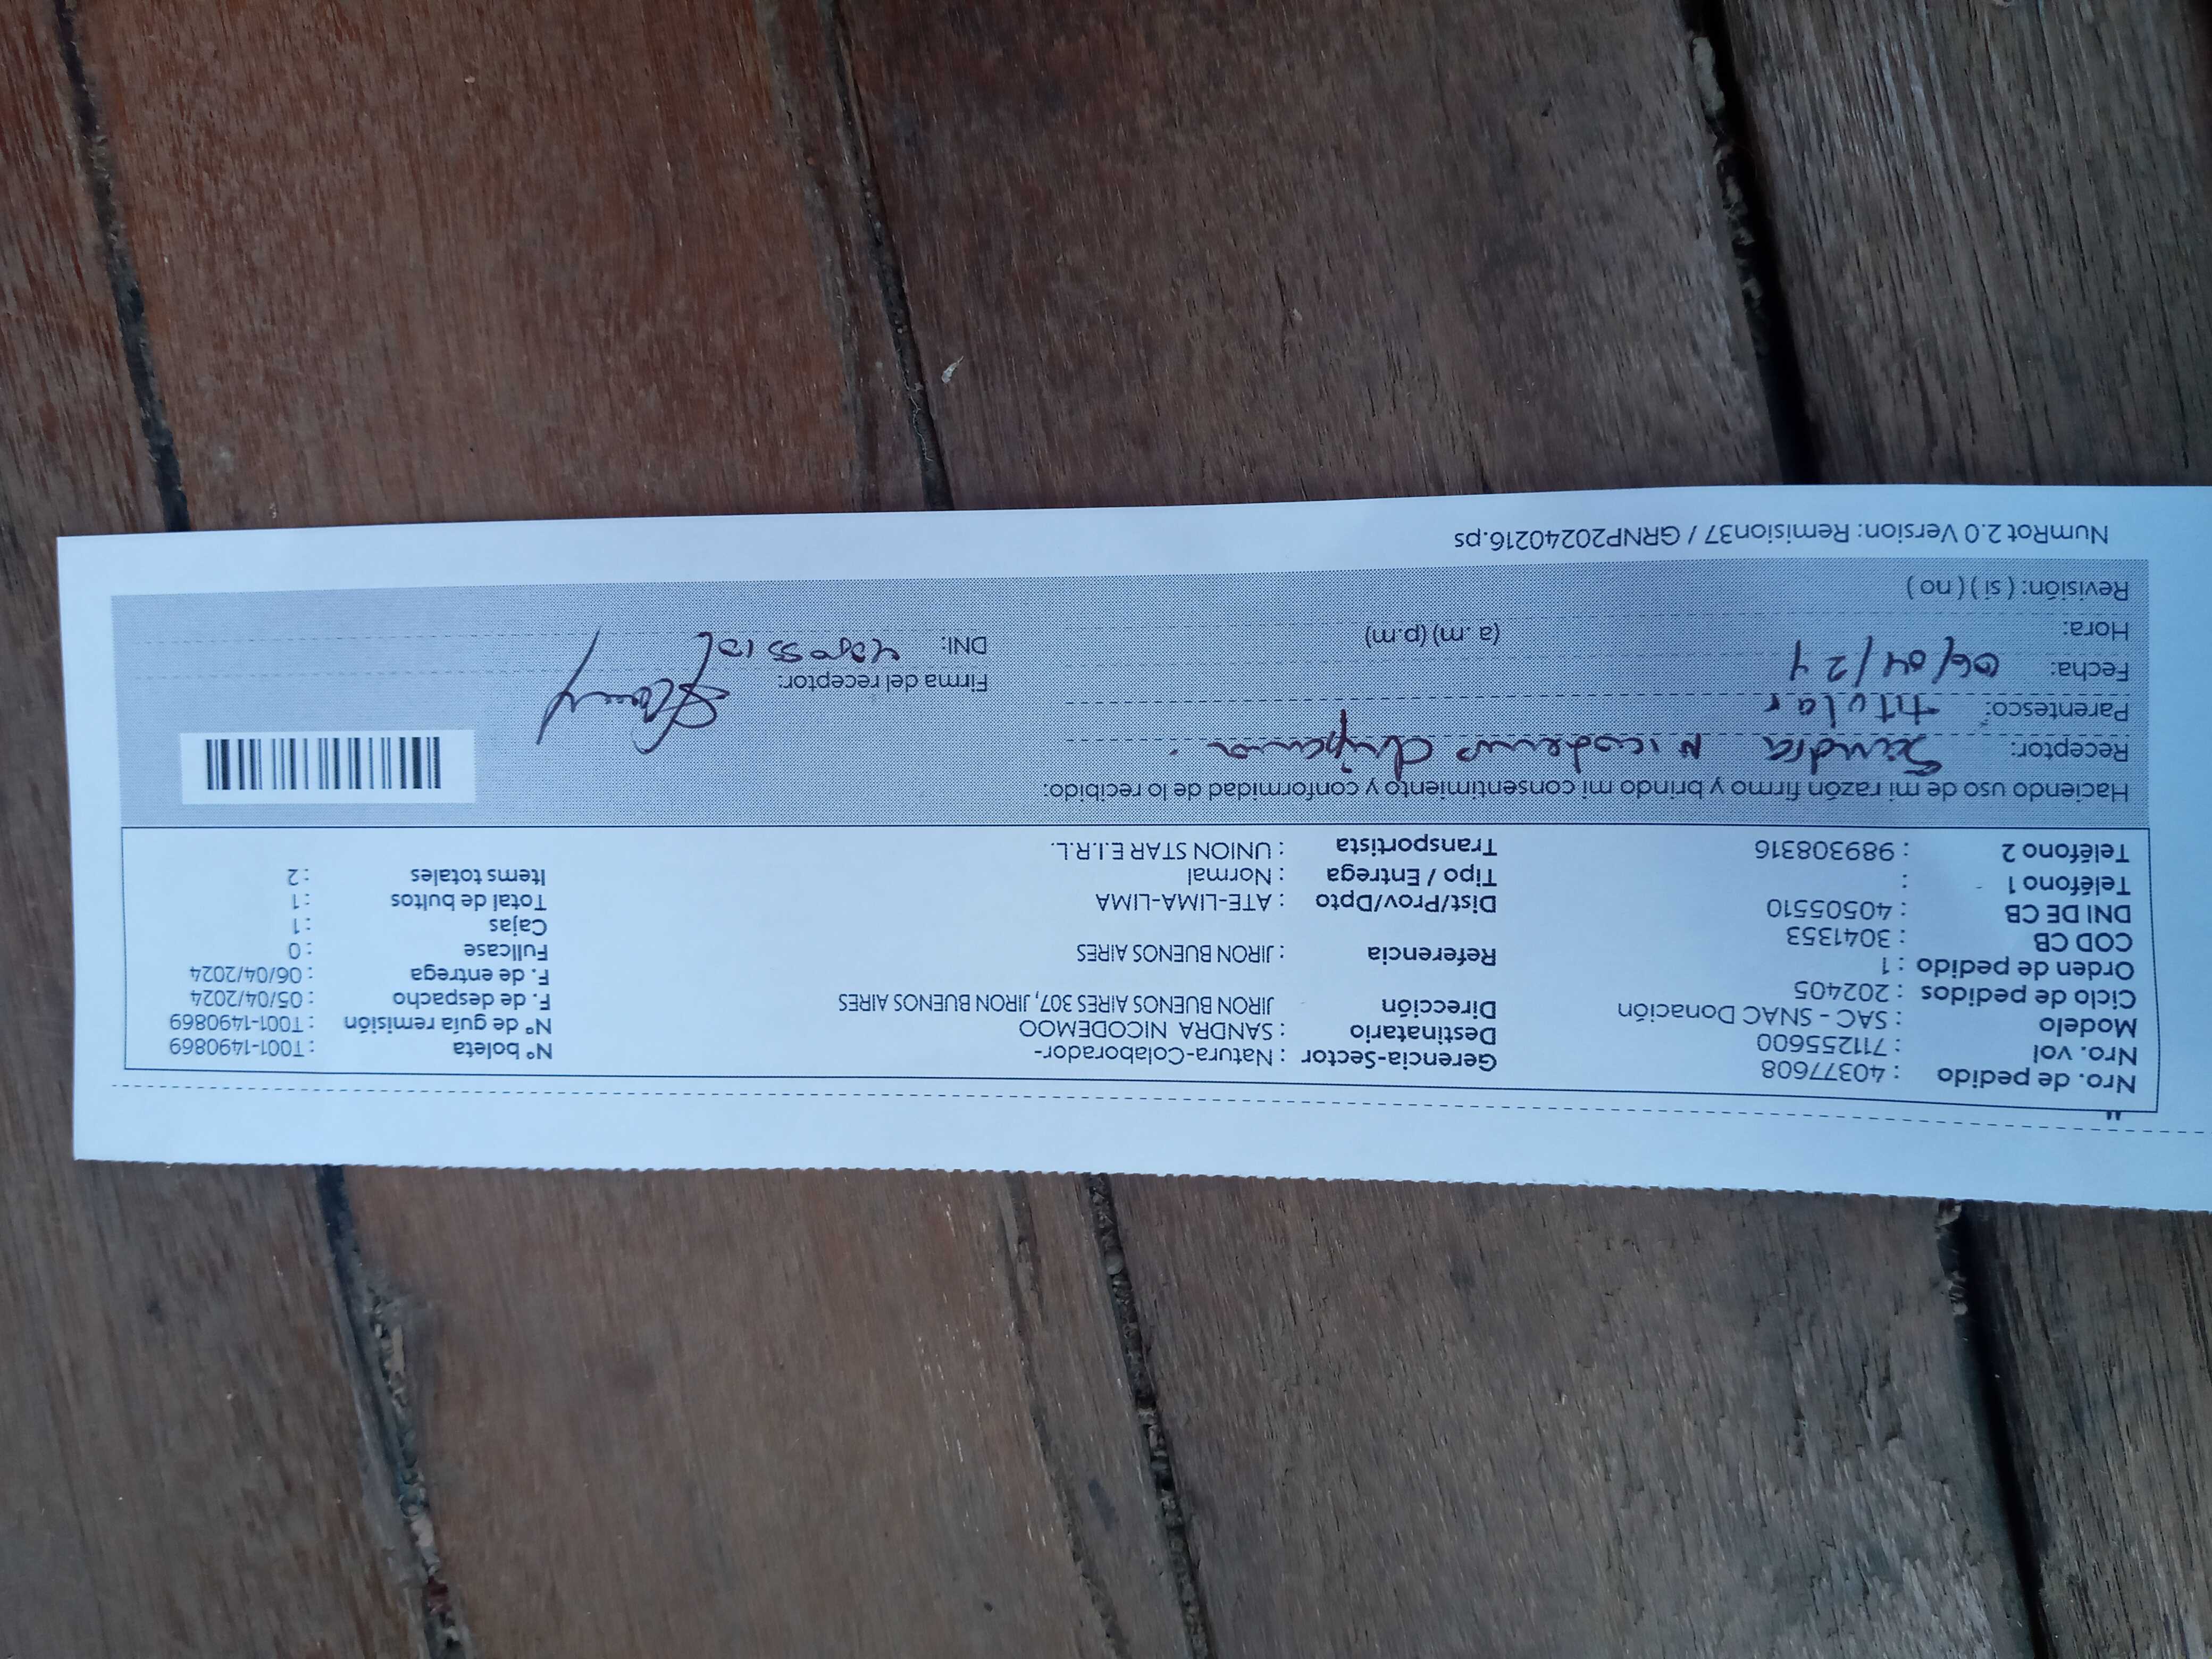 Nro. de pedido : 40377608 Gerencia-Sector : Natura-Colaborador- N° boleta : T001-1490869
Nro. vol : 711255600 Destinatario : SANDRA NICODEMOO N° de guía remisión : T001-1490869
Modelo : SAC - SNAC Donación Dirección JIRON BUENOS AIRES 307, JIRON BUENOS AIRES F. de despacho : 05/04/2024
Ciclo de pedidos : 202405 F. de entrega : 06/04/2024
Orden de pedido : 1 Referencia : JIRON BUENOS AIRES Fullcase : 0
COD CB : 3041353 Cajas : 1
DNI DE CB : 40505510 Dist/Prov/Dpto : ATE-LIMA-LIMA Total de bultos : 1
Teléfono 1 : Tipo / Entrega : Normal Items totales : 2
Teléfono 2 : 989308316 Transportista : UNION STAR E.I.R.L.
Haciendo uso de mi razón firmo y brindo mi consentimiento y conformidad de lo recibido:
Receptor: Sandra Nicodemo
Parentesco: titular
Fecha: 06/04/24 Firma del receptor:
Hora: (a .m) (p.m) DNI:
Revisión: ( si ) ( no )
NumRot 2.0 Version: Remision37 / GRNP20240216.ps